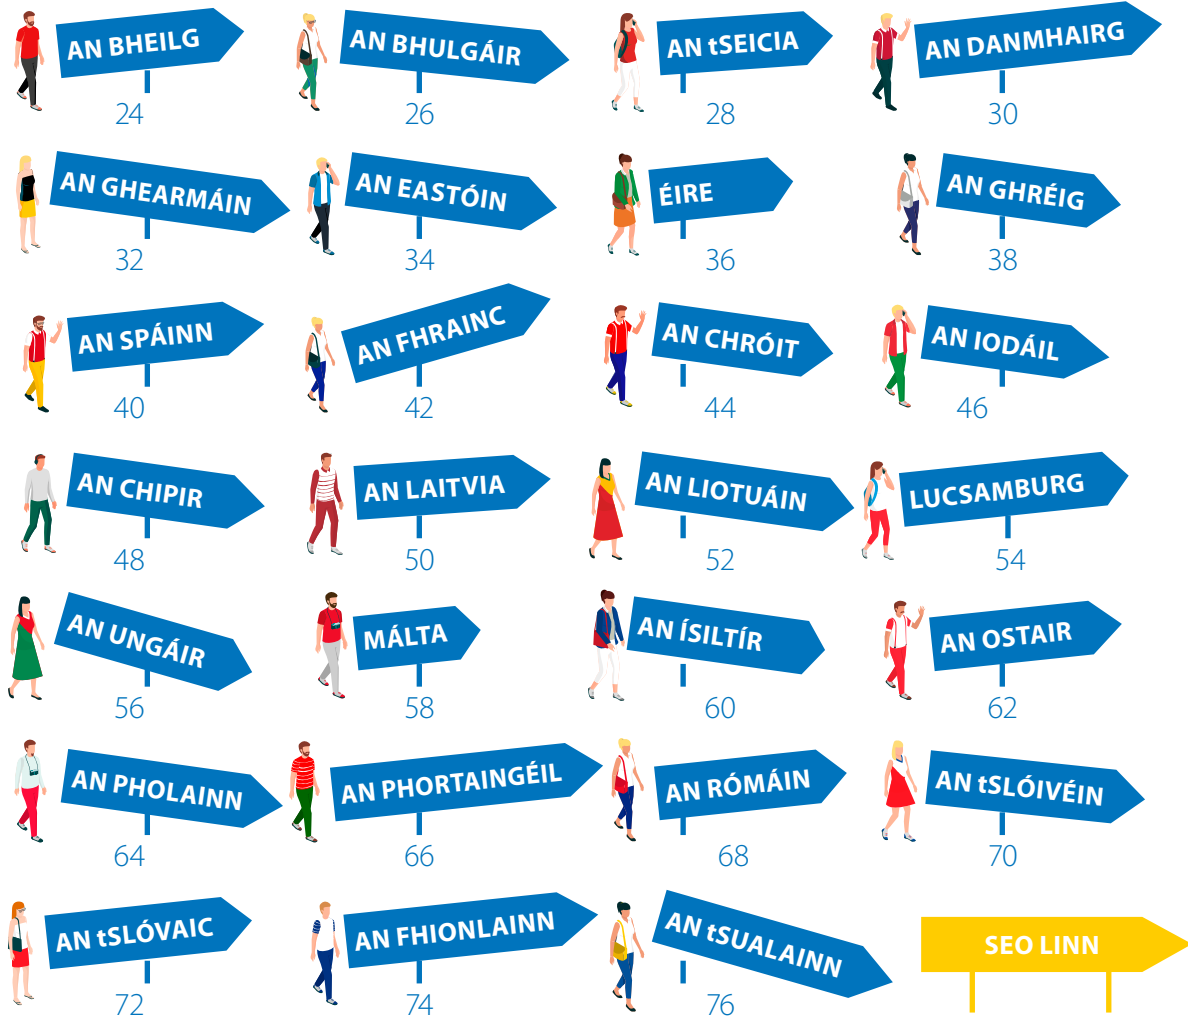 AN BHEILG
24
AN BHULGÁIR
26
AN tSEICIA
28
AN DANMHAIRG
30
AN GHEARMÁIN
32
AN EASTÓIN
34
ÉIRE
36
AN GHRÉIG
38
AN SPÁINN
40
AN FHRAINC
42
AN CHRÓIT
44
AN IODÁIL
46
AN CHIPIR
48
AN LAITVIA
50
AN LIOTUÁIN
52
LUCSAMBURG
54
AN UNGÁIR
56
MÁLTA
58
AN ÍSILTÍR
60
AN OSTAIR
62
AN PHOLAINN
64
AN PHORTAINGÉIL
66
AN RÓMÁIN
68
AN tSLÓIVÉIN
70
AN tSLÓVAIC
72
AN FHIONLAINN
74
AN tSUALAINN
76
SEO LINN